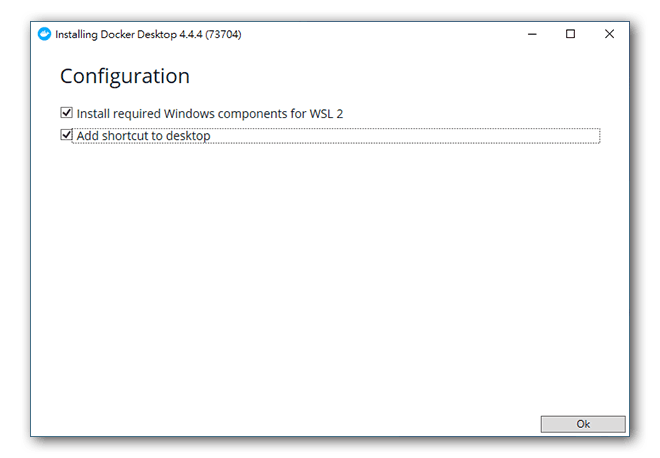 Installing Docker Desktop 4.4.4 (73704)
Configuration
Install required Windows components for WSL 2
Add shortcut to desktop
Ok